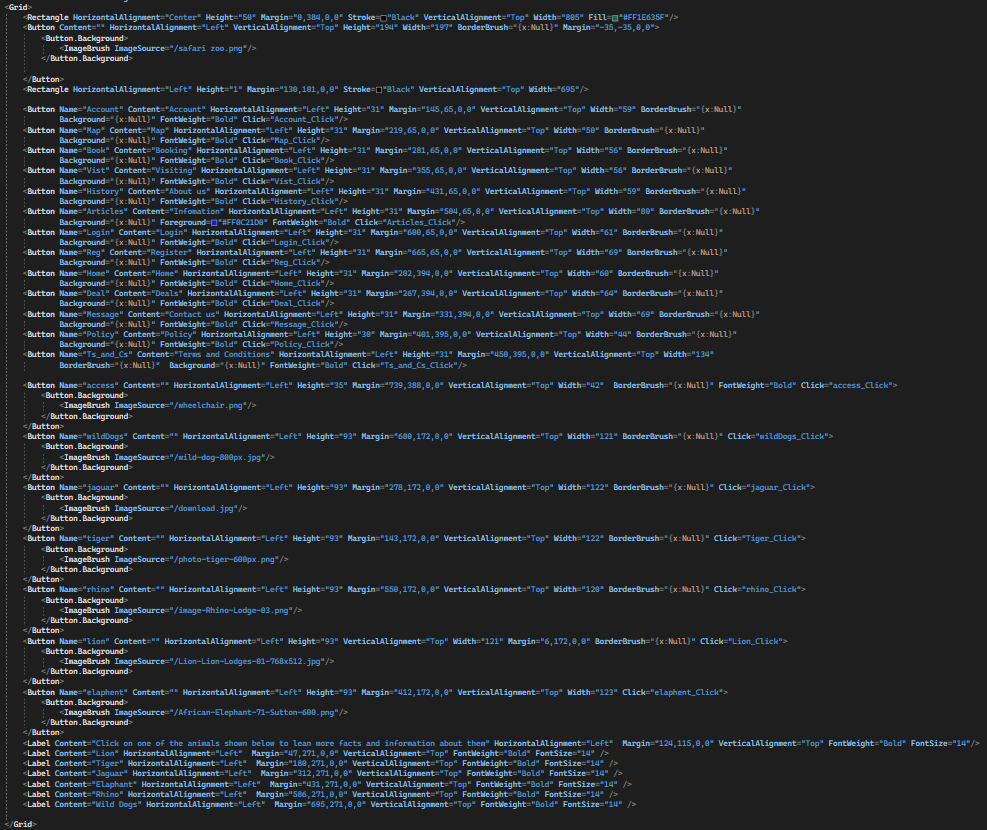 <Grid>
<Rectangle HorizontalAlignment="Center" Height="50" Margin="0,384,0,0" Stroke="Black" VerticalAlignment="Top" Width="805" Fill="#FF1E635F"/>
<Button Content="" HorizontalAlignment="Left" VerticalAlignment="Top" Height="194" Width="197" BorderBrush="{x:Null}" Margin="-35,-35,0,0">
<Button.Background>
<ImageBrush ImageSource="/safari zoo.png"/>
</Button.Background>
</Button>
<Rectangle HorizontalAlignment="Left" Height="1" Margin="130,101,0,0" Stroke="Black" VerticalAlignment="Top" Width="695"/>
<Button Name="Account" Content="Account" HorizontalAlignment="Left" Height="31" Margin="145,65,0,0" VerticalAlignment="Top" Width="59" BorderBrush="{x:Null}"
Background="{x:Null}" FontWeight="Bold" Click="Account_Click"/>
<Button Name="Map" Content="Map" HorizontalAlignment="Left" Height="31" Margin="219,65,0,0" VerticalAlignment="Top" Width="50" BorderBrush="{x:Null}"
Background="{x:Null}" FontWeight="Bold" Click="Map_Click"/>
<Button Name="Book" Content="Booking" HorizontalAlignment="Left" Height="31" Margin="281,65,0,0" VerticalAlignment="Top" Width="56" BorderBrush="{x:Null}"
Background="{x:Null}" FontWeight="Bold" Click="Book_Click"/>
<Button Name="Vist" Content="Visiting" HorizontalAlignment="Left" Height="31" Margin="355,65,0,0" VerticalAlignment="Top" Width="56" BorderBrush="{x:Null}"
Background="{x:Null}" FontWeight="Bold" Click="Vist_Click"/>
<Button Name="History" Content="About us" HorizontalAlignment="Left" Height="31" Margin="431,65,0,0" VerticalAlignment="Top" Width="59" BorderBrush="{x:Null}"
Background="{x:Null}" FontWeight="Bold" Click="History_Click"/>
<Button Name="Articles" Content="Infomation" HorizontalAlignment="Left" Height="31" Margin="504,65,0,0" VerticalAlignment="Top" Width="80" BorderBrush="{x:Null}"
Background="{x:Null}" Foreground="#FF0C21D0" FontWeight="Bold" Click="Articles_Click"/>
<Button Name="Login" Content="Login" HorizontalAlignment="Left" Height="31" Margin="600,65,0,0" VerticalAlignment="Top" Width="61" BorderBrush="{x:Null}"
Background="{x:Null}" FontWeight="Bold" Click="Login_Click"/>
<Button Name="Reg" Content="Register" HorizontalAlignment="Left" Height="31" Margin="665,65,0,0" VerticalAlignment="Top" Width="69" BorderBrush="{x:Null}"
Background="{x:Null}" FontWeight="Bold" Click="Reg_Click"/>
<Button Name="Home" Content="Home" HorizontalAlignment="Left" Height="31" Margin="202,394,0,0" VerticalAlignment="Top" Width="60" BorderBrush="{x:Null}"
Background="{x:Null}" FontWeight="Bold" Click="Home_Click"/>
<Button Name="Deal" Content="Deals" HorizontalAlignment="Left" Height="31" Margin="267,394,0,0" VerticalAlignment="Top" Width="64" BorderBrush="{x:Null}"
Background="{x:Null}" FontWeight="Bold" Click="Deal_Click"/>
<Button Name="Message" Content="Contact us" HorizontalAlignment="Left" Height="31" Margin="331,394,0,0" VerticalAlignment="Top" Width="69" BorderBrush="{x:Null}"
Background="{x:Null}" FontWeight="Bold" Click="Message_Click"/>
<Button Name="Policy" Content="Policy" HorizontalAlignment="Left" Height="30" Margin="401,395,0,0" VerticalAlignment="Top" Width="44" BorderBrush="{x:Null}"
Background="{x:Null}" FontWeight="Bold" Click="Policy_Click"/>
<Button Name="Ts_and_Cs" Content="Terms and Conditions" HorizontalAlignment="Left" Height="31" Margin="450,395,0,0" VerticalAlignment="Top" Width="134"
BorderBrush="{x:Null}" Background="{x:Null}" FontWeight="Bold" Click="Ts_and_Cs_Click"/>
<Button Name="access" Content="" HorizontalAlignment="Left" Height="35" Margin="739,388,0,0" VerticalAlignment="Top" Width="42" BorderBrush="{x:Null}" FontWeight="Bold" Click="access_Click">
<Button.Background>
<ImageBrush ImageSource="/wheelchair.png"/>
</Button.Background>
</Button>
<Button Name="wildDogs" Content="" HorizontalAlignment="Left" Height="93" Margin="680,172,0,0" VerticalAlignment="Top" Width="121" BorderBrush="{x:Null}" Click="wildDogs_Click">
<Button.Background>
<ImageBrush ImageSource="/wild-dog-800px.jpg"/>
</Button.Background>
</Button>
<Button Name="jaguar" Content="" HorizontalAlignment="Left" Height="93" Margin="278,172,0,0" VerticalAlignment="Top" Width="122" BorderBrush="{x:Null}" Click="jaguar_Click">
<Button.Background>
<ImageBrush ImageSource="/download.jpg"/>
</Button.Background>
</Button>
<Button Name="tiger" Content="" HorizontalAlignment="Left" Height="93" Margin="143,172,0,0" VerticalAlignment="Top" Width="122" BorderBrush="{x:Null}" Click="Tiger_Click">
<Button.Background>
<ImageBrush ImageSource="/photo-tiger-600px.png"/>
</Button.Background>
</Button>
<Button Name="rhino" Content="" HorizontalAlignment="Left" Height="93" Margin="550,172,0,0" VerticalAlignment="Top" Width="120" BorderBrush="{x:Null}" Click="rhino_Click">
<Button.Background>
<ImageBrush ImageSource="/image-Rhino-Lodge-03.png"/>
</Button.Background>
</Button>
<Button Name="lion" Content="" HorizontalAlignment="Left" Height="93" VerticalAlignment="Top" Width="121" Margin="6,172,0,0" BorderBrush="{x:Null}" Click="Lion_Click">
<Button.Background>
<ImageBrush ImageSource="/Lion-Lion-Lodges-01-768x512.jpg"/>
</Button.Background>
</Button>
<Button Name="elaphent" Content="" HorizontalAlignment="Left" Height="93" Margin="412,172,0,0" VerticalAlignment="Top" Width="123" Click="elaphent_Click">
<Button.Background>
<ImageBrush ImageSource="/African-Elephant-71-Sutton-600.png"/>
</Button.Background>
</Button>
<Label Content="Click on one of the animals shown below to lean more facts and information about them" HorizontalAlignment="Left" Margin="124,115,0,0" VerticalAlignment="Top" FontWeight="Bold" FontSize="14"/>
<Label Content="Lion" HorizontalAlignment="Left" Margin="47,271,0,0" VerticalAlignment="Top" FontWeight="Bold" FontSize="14" />
<Label Content="Tiger" HorizontalAlignment="Left" Margin="180,271,0,0" VerticalAlignment="Top" FontWeight="Bold" FontSize="14" />
<Label Content="Jaguar" HorizontalAlignment="Left" Margin="312,271,0,0" VerticalAlignment="Top" FontWeight="Bold" FontSize="14" />
<Label Content="Elaphant" HorizontalAlignment="Left" Margin="431,271,0,0" VerticalAlignment="Top" FontWeight="Bold" FontSize="14" />
<Label Content="Rhino" HorizontalAlignment="Left" Margin="586,271,0,0" VerticalAlignment="Top" FontWeight="Bold" FontSize="14" />
<Label Content="Wild Dogs" HorizontalAlignment="Left" Margin="695,271,0,0" VerticalAlignment="Top" FontWeight="Bold" FontSize="14" />
</Grid>